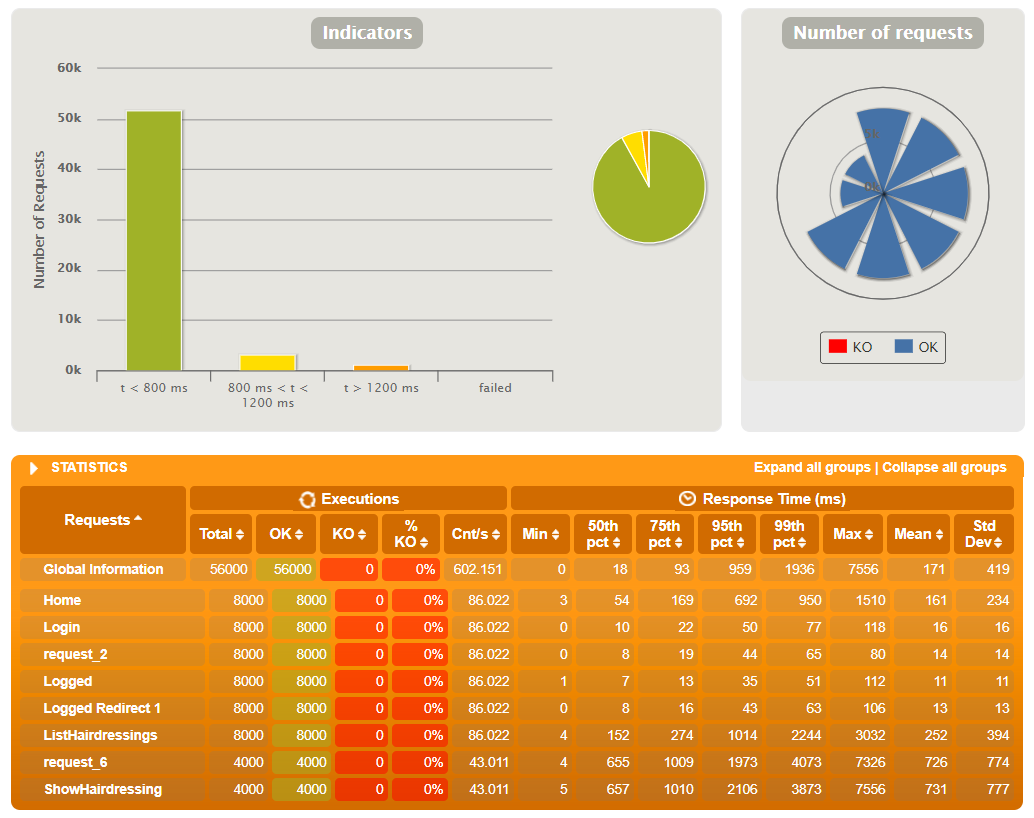 Indicators
60k
50k
40k
30k
20k
10k
0k
Number of Requests
t < 800 ms
800 ms < t <
1200 ms
t > 1200 ms
failed
Number of requests
KO
OK
STATISTICS
Expand all groups | Collapse all groups
Requests
Executions
Response Time (ms)
Total
OK
KO
%
KO
Cnt/s
Min
50th
pct
75th
pct
95th
pct
99th
pct
Max
Mean
Std
Dev
Global Information 56000 56000 0 0% 602.151 0 18 93 959 1936 7556 171 419
Home 8000 8000 0 0% 86.022 3 54 169 692 950 1510 161 234
Login 8000 8000 0 0% 86.022 0 10 22 50 77 118 16 16
request_2 8000 8000 0 0% 86.022 0 8 19 44 65 80 14 14
Logged 8000 8000 0 0% 86.022 1 7 13 35 51 112 11 11
Logged Redirect 1 8000 8000 0 0% 86.022 0 8 16 43 63 106 13 13
ListHairdressings 8000 8000 0 0% 86.022 4 152 274 1014 2244 3032 252 394
request_6 4000 4000 0 0% 43.011 4 655 1009 1973 4073 7326 726 774
ShowHairdressing 4000 4000 0 0% 43.011 5 657 1010 2106 3873 7556 731 777